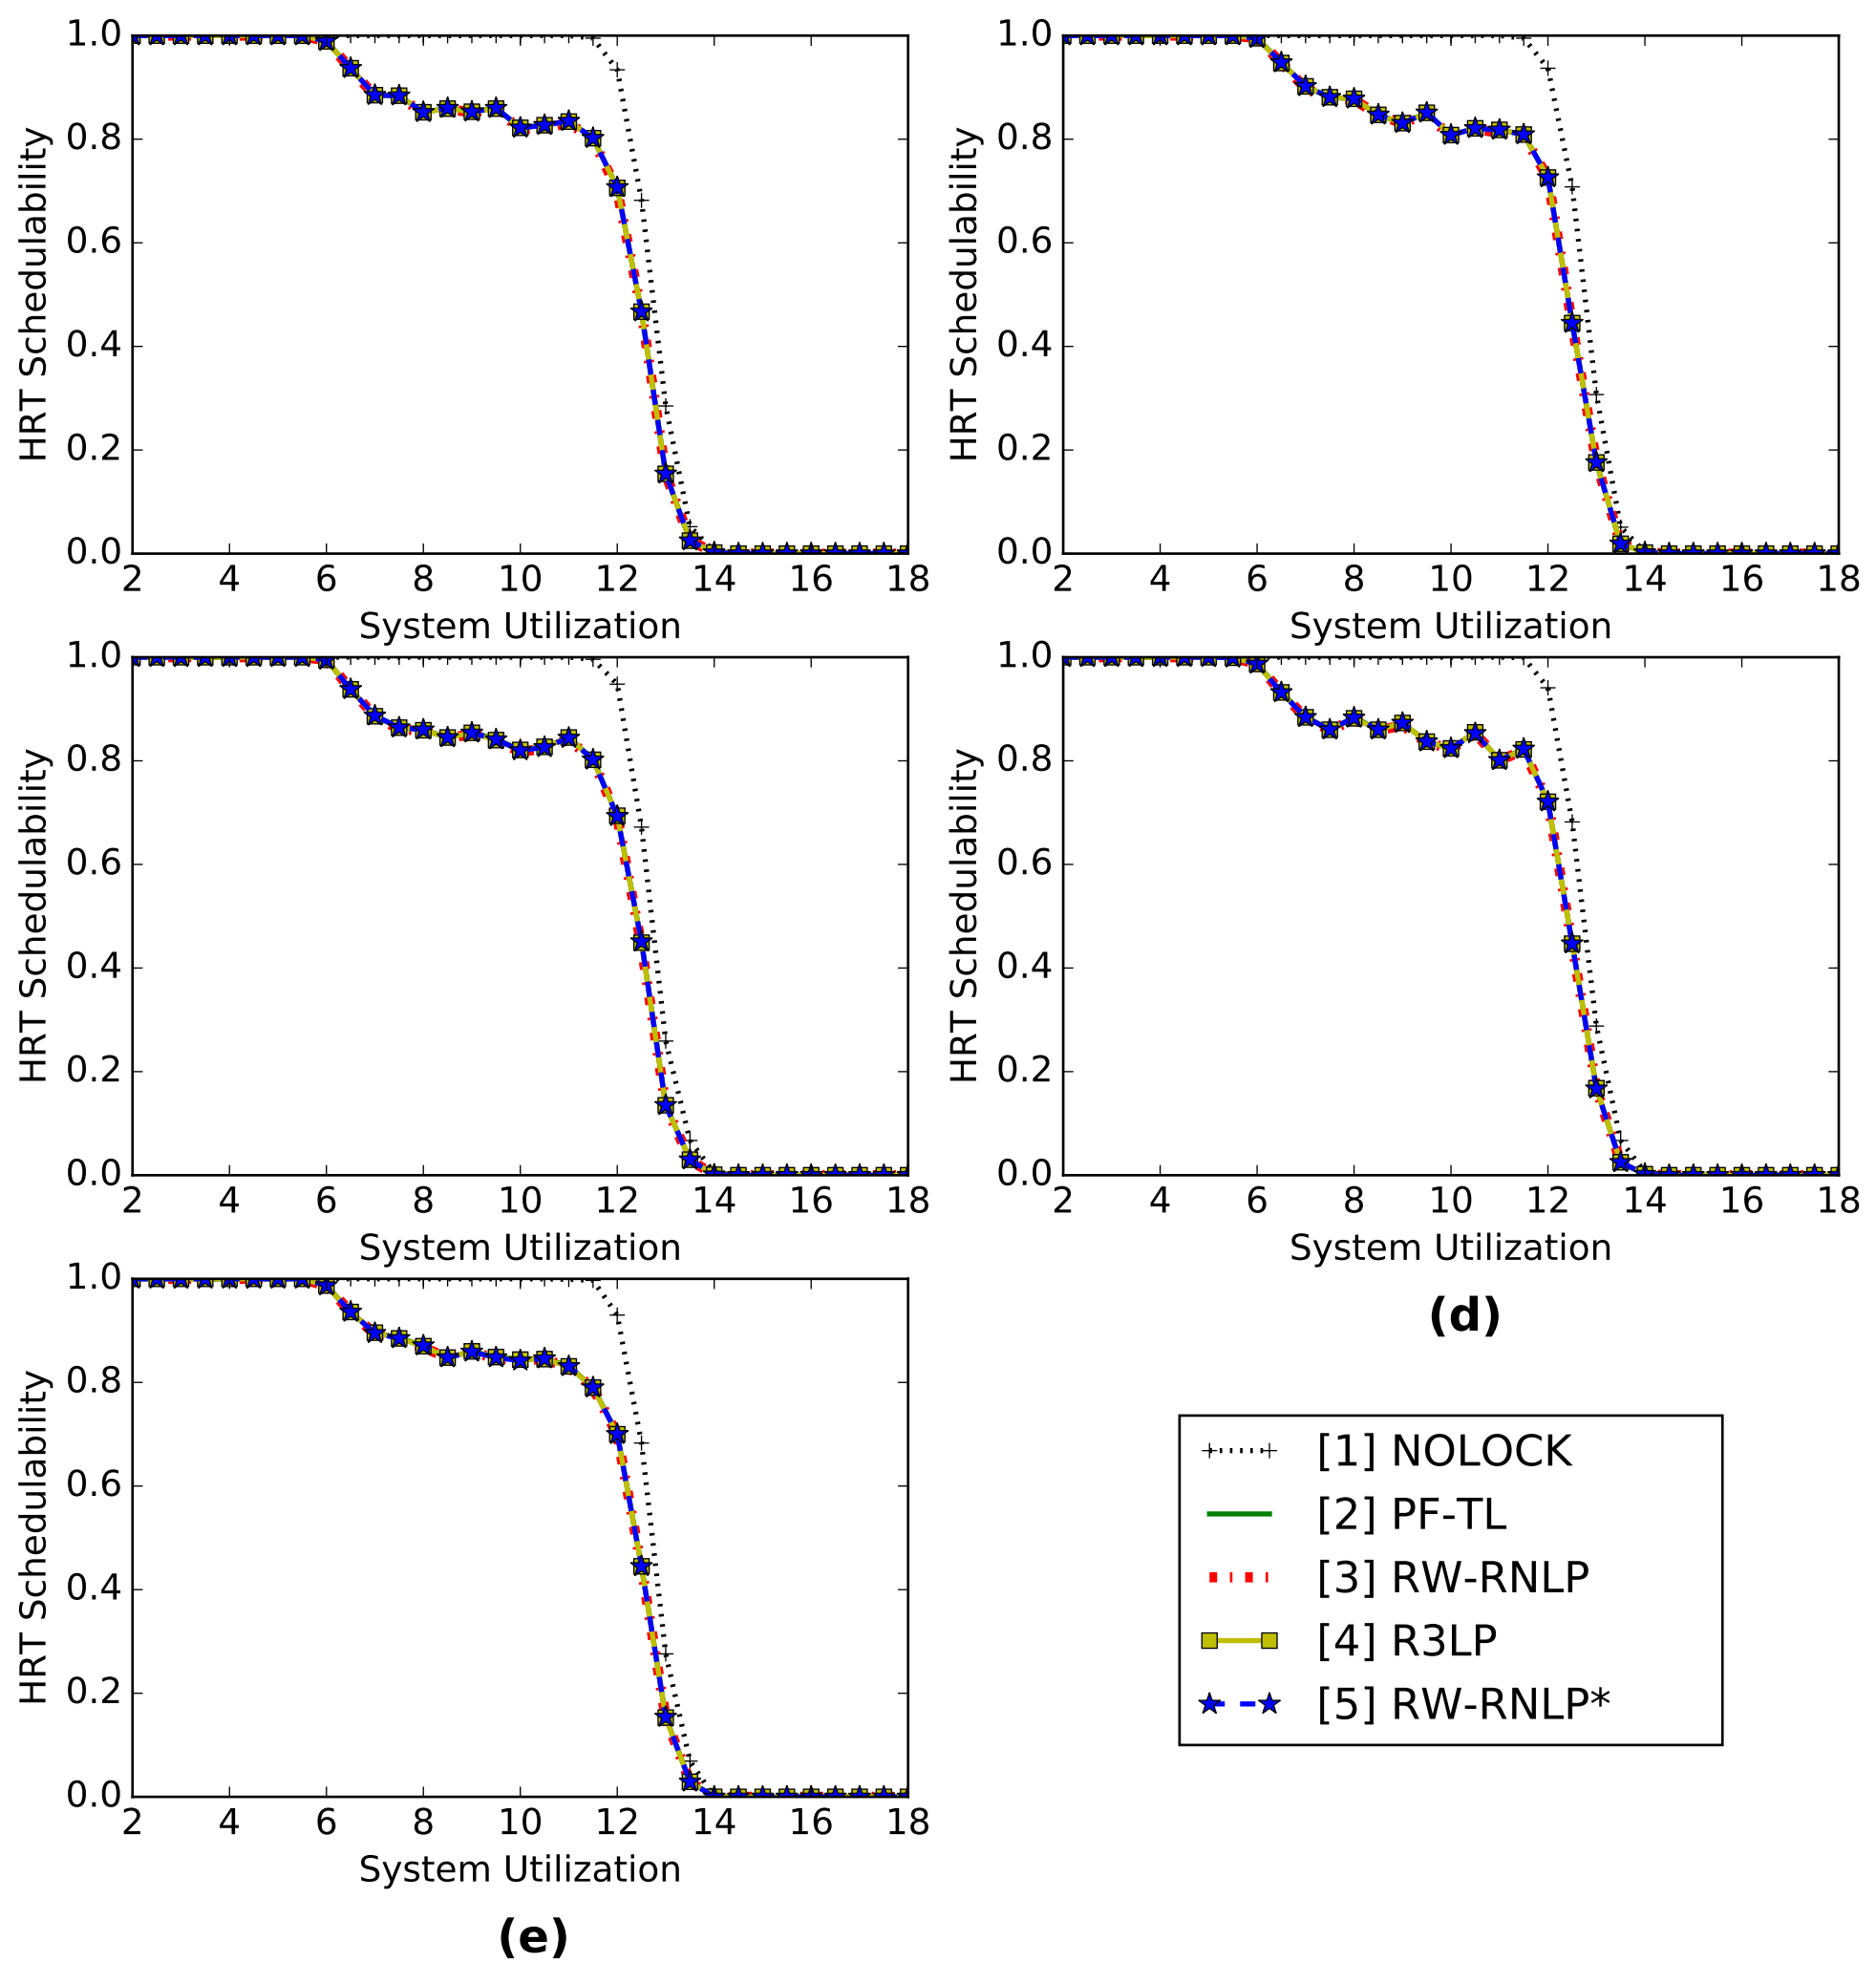 1.0
0.8
0.6
0.4
0.2
0.0
HRT Schedulability
2 4 6 8 10 12 14 16 18
System Utilization
1.0
0.8
0.6
0.4
0.2
0.0
HRT Schedulability
2 4 6 8 10 12 14 16 18
System Utilization
1.0
0.8
0.6
0.4
0.2
0.0
HRT Schedulability
2 4 6 8 10 12 14 16 18
System Utilization
1.0
0.8
0.6
0.4
0.2
0.0
HRT Schedulability
2 4 6 8 10 12 14 16 18
System Utilization
(d)
1.0
0.8
0.6
0.4
0.2
0.0
HRT Schedulability
2 4 6 8 10 12 14 16 18
System Utilization
(e)
[1] NOLOCK
[2] PF-TL
[3] RW-RNLP
[4] R3LP
[5] RW-RNLP*